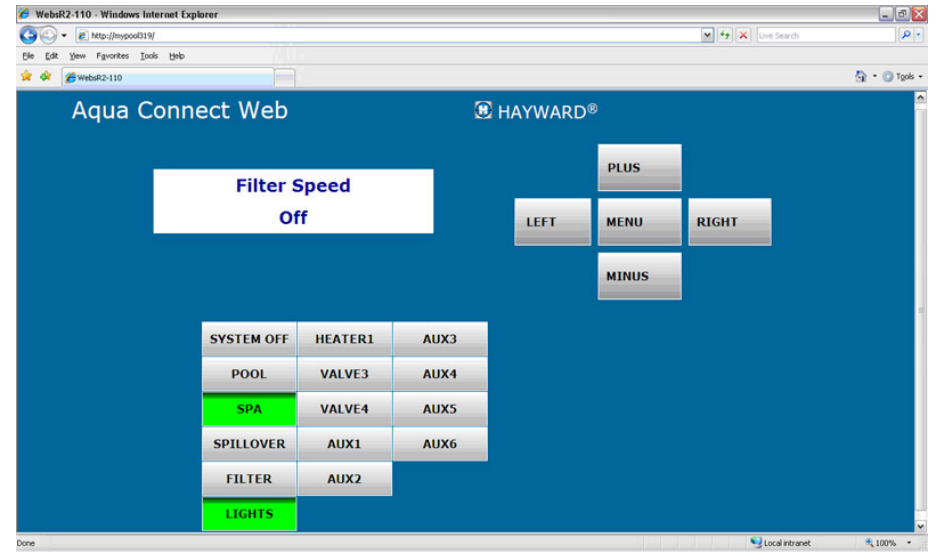 WebsR2-110 - Windows Internet Explorer
http://mypool319/
Live Search
File Edit View Favorites Tools Help
WebsR2-110
Tools
Aqua Connect Web
HAYWARD®
Filter Speed
Off
PLUS
LEFT MENU RIGHT
MINUS
SYSTEM OFF HEATER1 AUX3
POOL VALVE3 AUX4
SPA VALVE4 AUX5
SPILLOVER AUX1 AUX6
FILTER AUX2
LIGHTS
Done Local intranet 100%